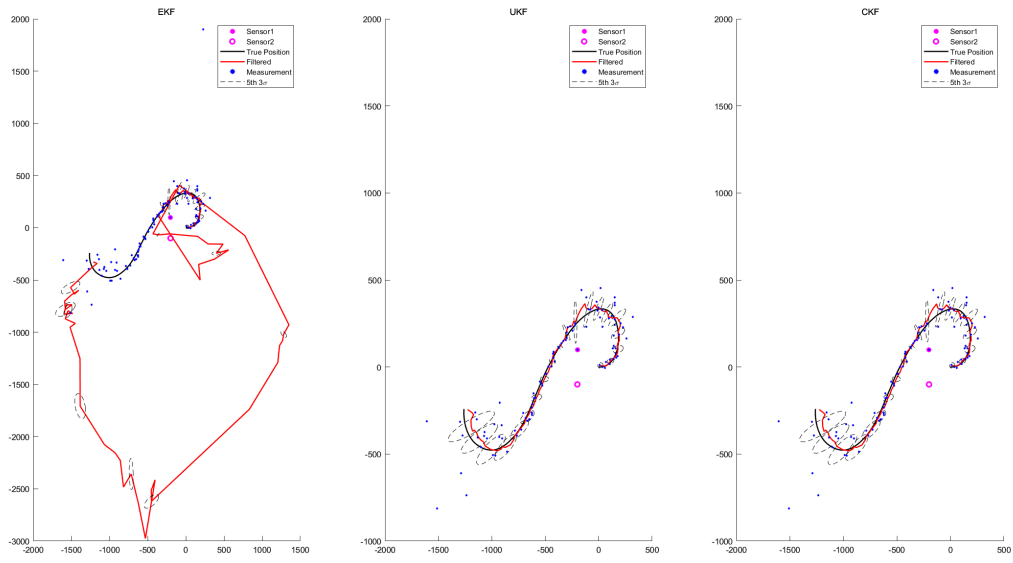 EKF
2000
1500
1000
500
0
-500
-1000
-1500
-2000
-2500
-3000
-2000 -1500 -1000 -500 0 500 1000 1500
Sensor1
Sensor2
True Position
Filtered
Measurement
5th 3σ
UKF
2000
1500
1000
500
0
-500
-1000
-2000 -1500 -1000 -500 0 500
Sensor1
Sensor2
True Position
Filtered
Measurement
5th 3σ
CKF
2000
1500
1000
500
0
-500
-1000
-2000 -1500 -1000 -500 0 500
Sensor1
Sensor2
True Position
Filtered
Measurement
5th 3σ